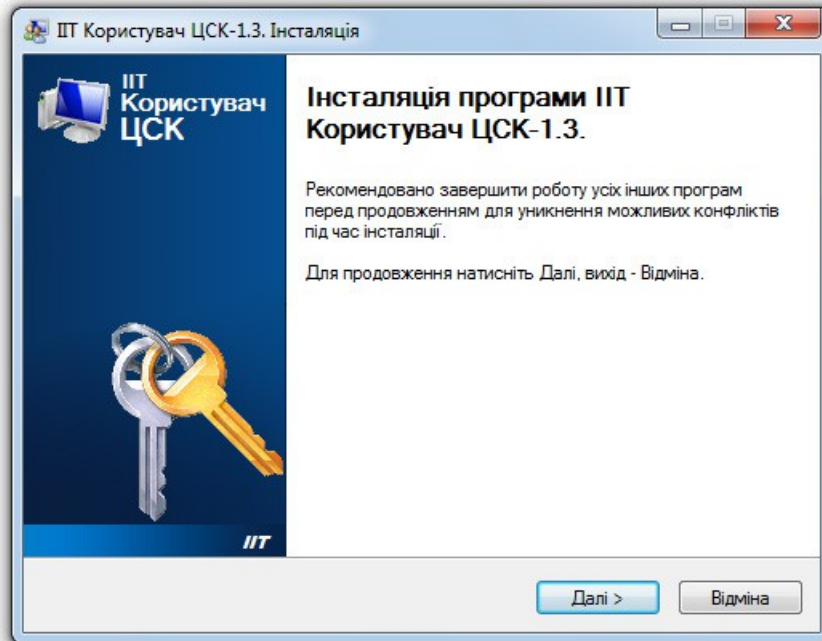 ІІТ Користувач ЦСК-1.3. Інсталяція
ІІТ
Користувач
ЦСК
Інсталяція програми ІІТ
Користувач ЦСК-1.3.
Рекомендовано завершити роботу усіх інших програм
перед продовженням для уникнення можливих конфліктів
під час інсталяції.
Для продовження натисніть Далі, вихід - Відміна.
ІІТ
Далі >
Відміна